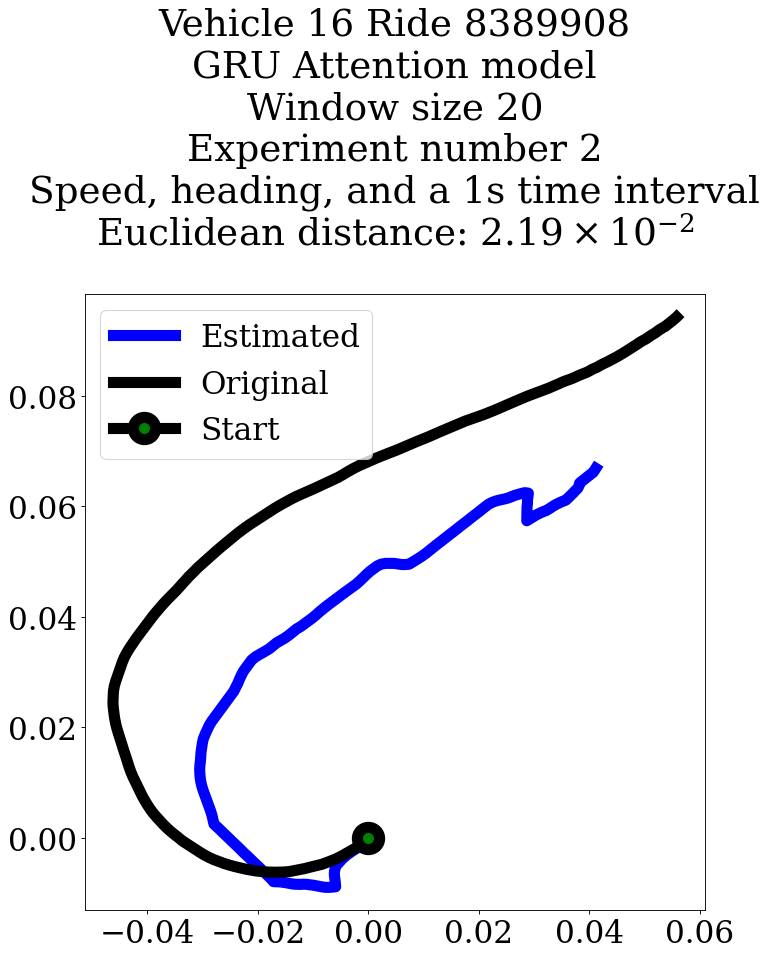 Vehicle 16 Ride 8389908
GRU Attention model
Window size 20
Experiment number 2
Speed, heading, and a 1s time interval
Euclidean distance: 2.19 × 10⁻²
Estimated
Original
Start
0.08
0.06
0.04
0.02
0.00
−0.04 −0.02 0.00 0.02 0.04 0.06